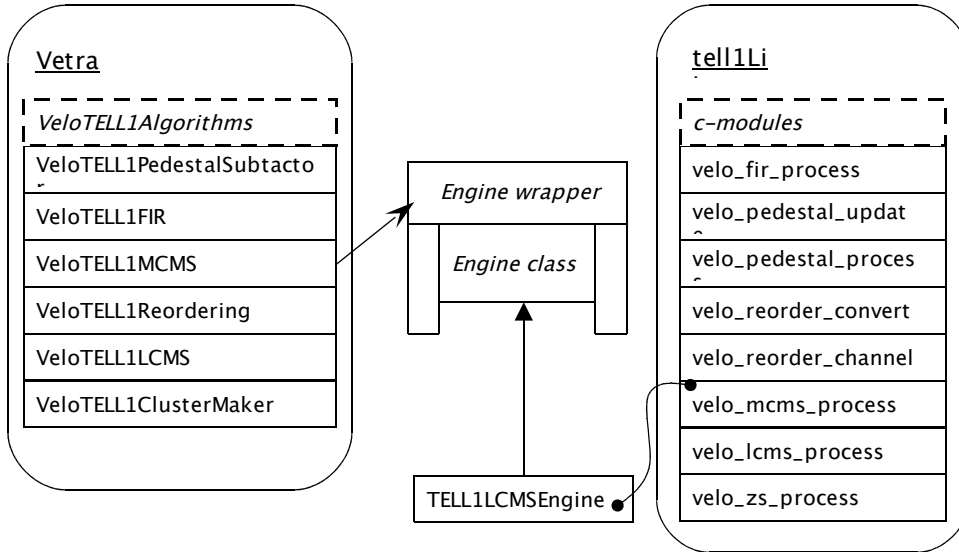 Vetra
VeloTELL1Algorithms
VeloTELL1PedestalSubtacto
VeloTELL1FIR
VeloTELL1MCMS
VeloTELL1Reordering
VeloTELL1LCMS
VeloTELL1ClusterMaker
Engine wrapper
Engine class
TELL1LCMSEngine
tell1Li
c-modules
velo_fir_process
velo_pedestal_updat
velo_pedestal_proces
velo_reorder_convert
velo_reorder_channel
velo_mcms_process
velo_lcms_process
velo_zs_process